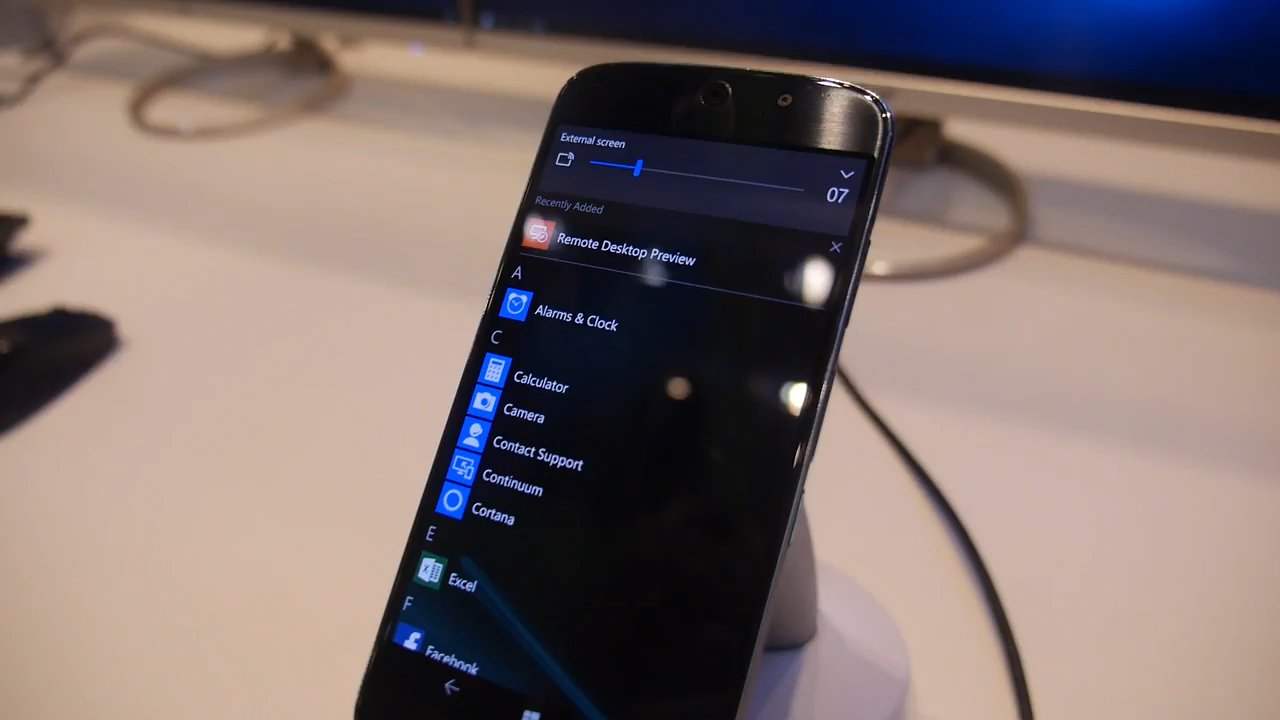 External screen
07
Recently Added
Remote Desktop Preview
A
Alarms & Clock
C
Calculator
Camera
Contact Support
Continuum
Cortana
E
Excel
F
Facebook